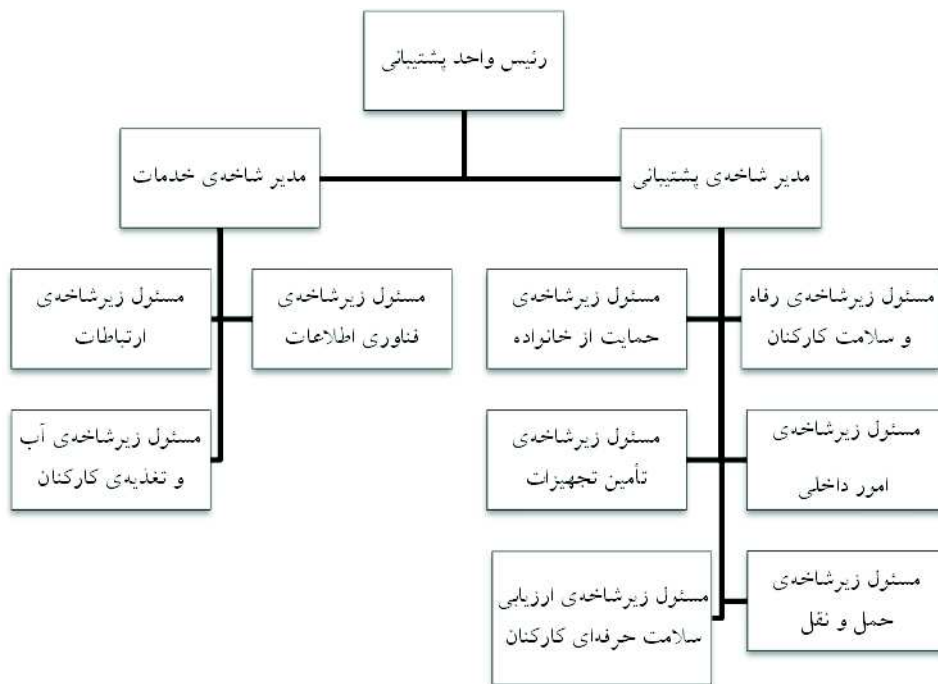 رئیس واحد پشتیبانی
مدیر شاخه‌ی پشتیبانی
مدیر شاخه‌ی خدمات
مسئول زیرشاخه‌ی رفاه
و سلامت کارکنان
مسئول زیرشاخه‌ی
حمایت از خانواده
مسئول زیرشاخه‌ی
فناوری اطلاعات
مسئول زیرشاخه‌ی
ارتباطات
مسئول زیرشاخه‌ی
امور داخلی
مسئول زیرشاخه‌ی
تأمین تجهیزات
مسئول زیرشاخه‌ی آب
و تغذیه‌ی کارکنان
مسئول زیرشاخه‌ی
حمل و نقل
مسئول زیرشاخه‌ی ارزیابی
سلامت حرفه‌ای کارکنان